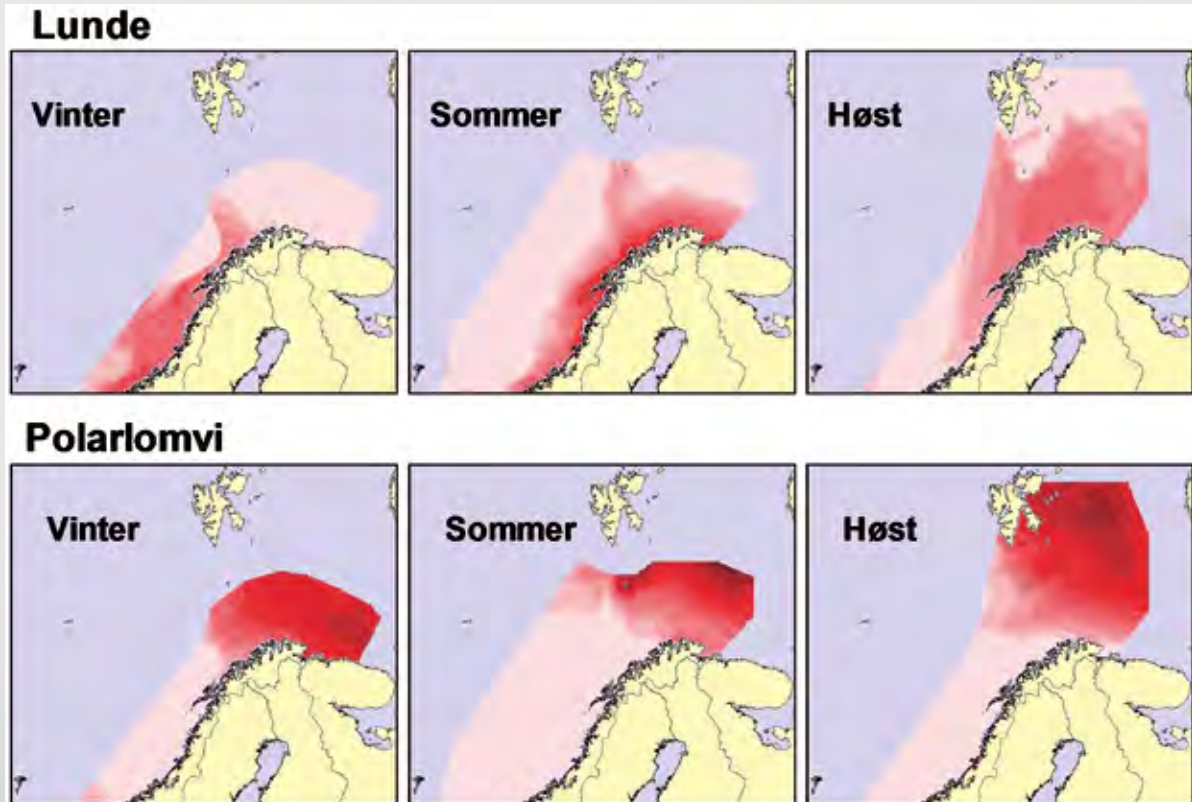 Lunde
Vinter
Sommer
Høst
Polarlomvi
Vinter
Sommer
Høst